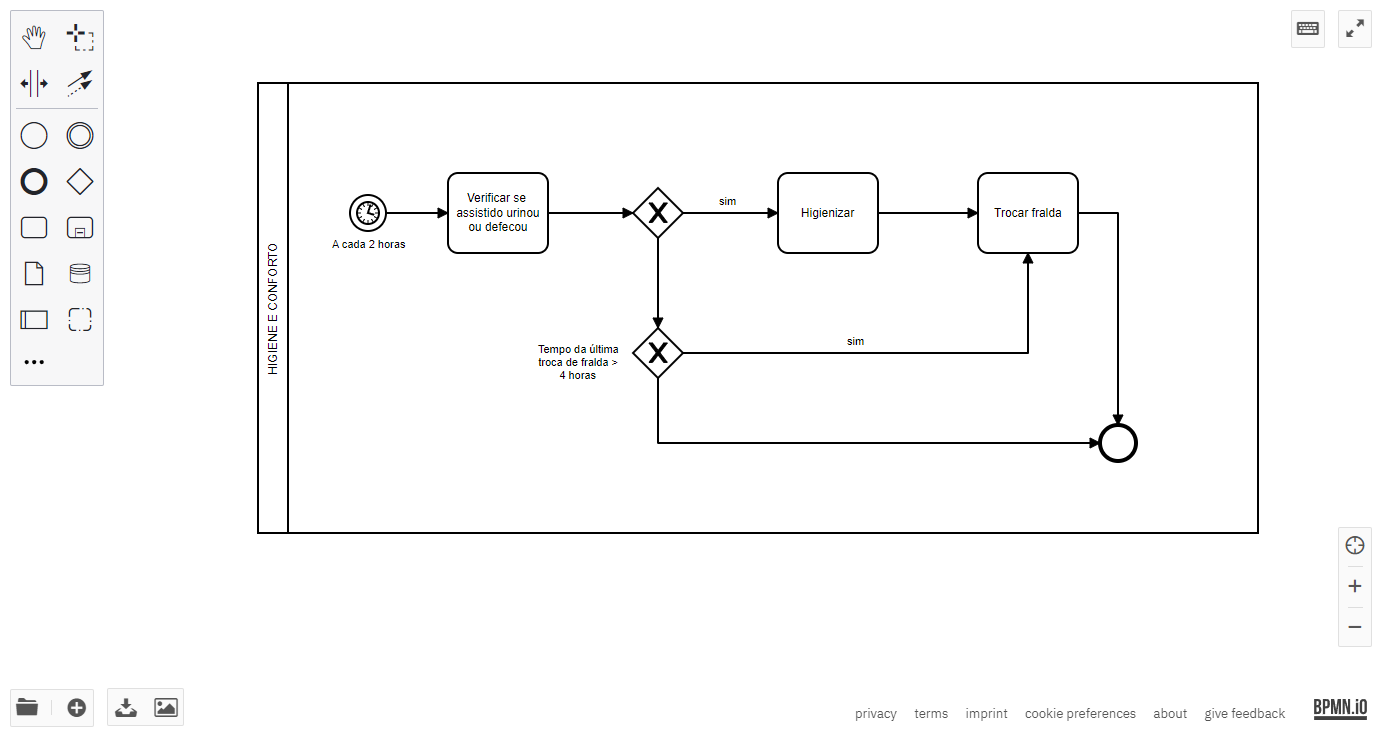 HIGIENE E CONFORTO
A cada 2 horas
Verificar se
assistido urinou
ou defecou
sim
Higienizar
Trocar fralda
Tempo da última
troca de fralda >
4 horas
sim
privacy
terms
imprint
cookie preferences
about
give feedback
BPMN.iO